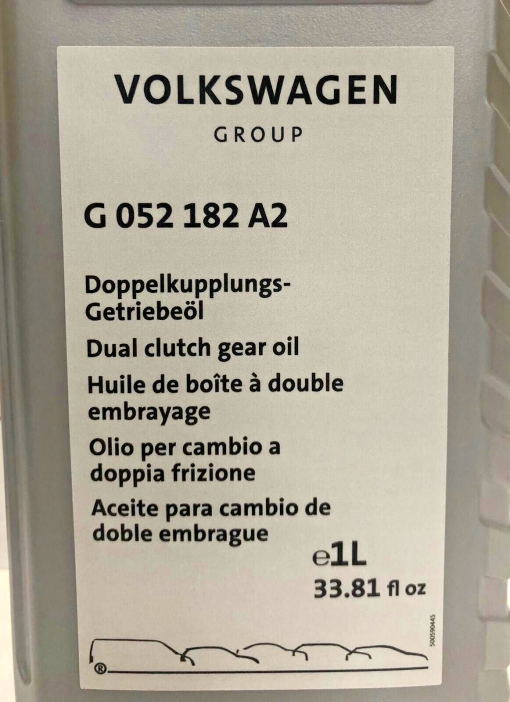 VOLKSWAGEN
GROUP
G 052 182 A2
Doppelkupplungs-
Getriebeöl
Dual clutch gear oil
Huile de boîte à double
embrayage
Olio per cambio a
doppia frizione
Aceite para cambio de
doble embrague
e1L
33.81 fl oz
500590445
®